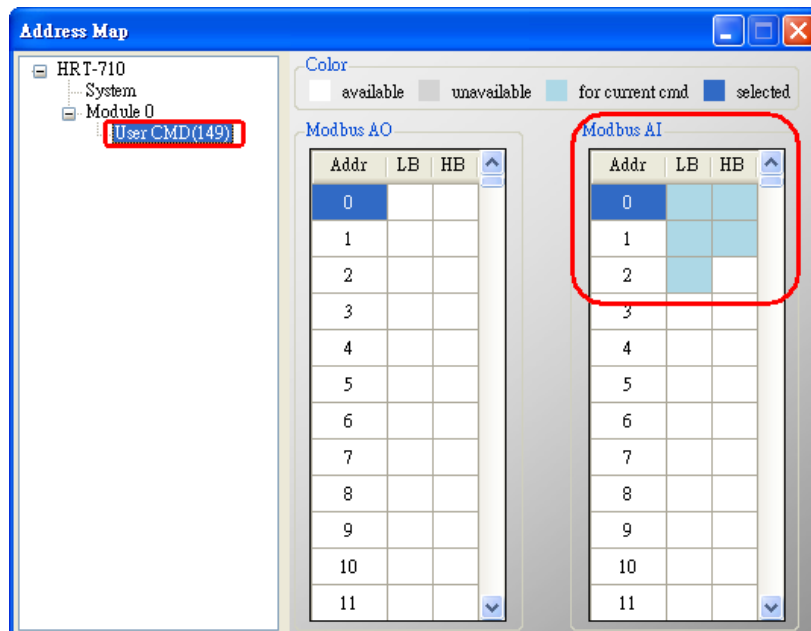 Address Map
HRT-710
System
Module 0
User CMD(149)
Color
available unavailable for current cmd selected
Modbus AO
Addr LB HB
0
1
2
3
4
5
6
7
8
9
10
11
Modbus AI
Addr LB HB
0
1
2
3
4
5
6
7
8
9
10
11